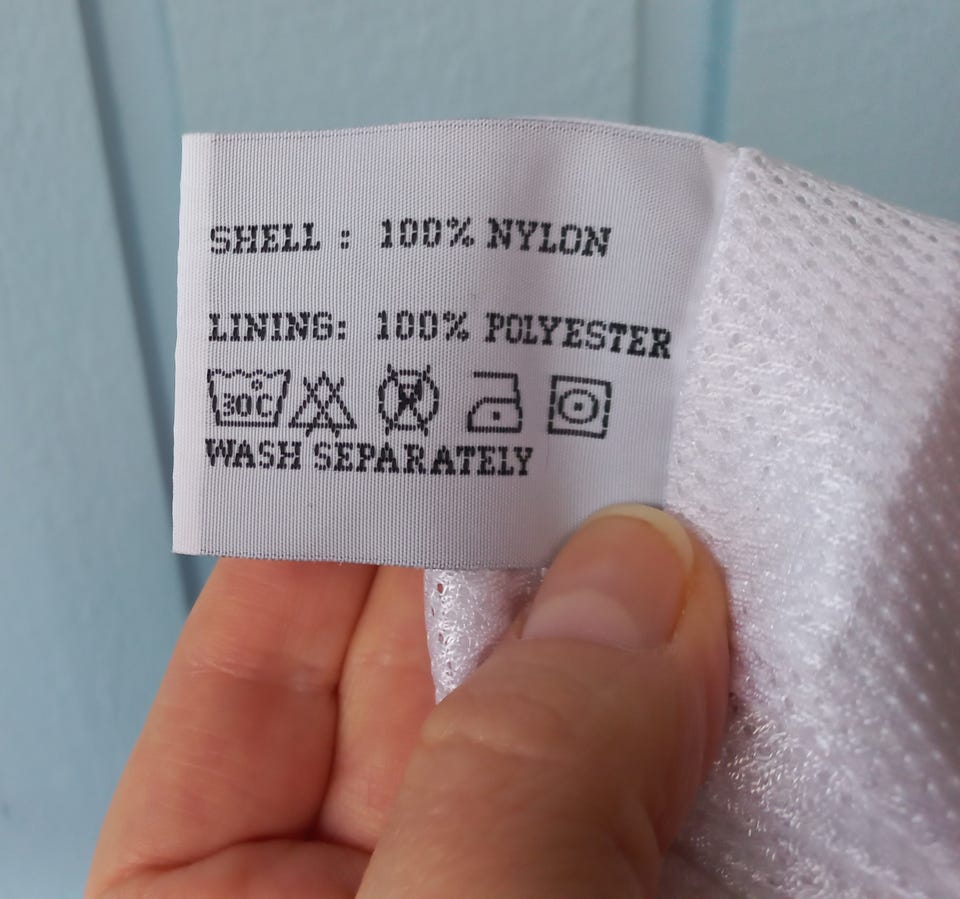 SHELL : 100% NYLON
LINING: 100% POLYESTER
30C
WASH SEPARATELY